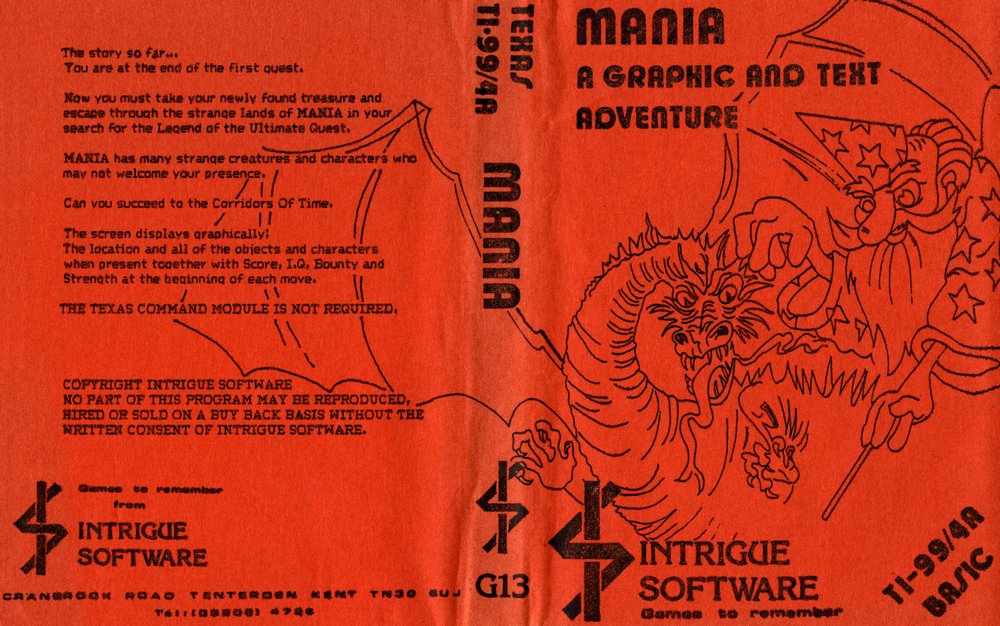 The story so far...
You are at the end of the first quest.
Now you must take your newly found treasure and
escape through the strange lands of MANIA in your
search for the Legend of the Ultimate Quest.
MANIA has many strange creatures and characters who
may not welcome your presence.
Can you succeed to the Corridors Of Time.
The screen displays graphically!
The location and all of the objects and characters
when present together with Score, I.Q, Bounty and
Strength at the beginning of each move.
THE TEXAS COMMAND MODULE IS NOT REQUIRED.
COPYRIGHT INTRIGUE SOFTWARE
NO PART OF THIS PROGRAM MAY BE REPRODUCED,
HIRED OR SOLD ON A BUY BACK BASIS WITHOUT THE
WRITTEN CONSENT OF INTRIGUE SOFTWARE.
Games to remember
from
INTRIGUE
SOFTWARE
CRANBROOK ROAD TENTERDEN KENT TN30 6UJ
Tel:(05806) 4726
TEXAS
TI-99/4A
MANIA
G13
MANIA
A GRAPHIC AND TEXT
ADVENTURE
INTRIGUE
SOFTWARE
Games to remember
TI-99/4A
BASIC